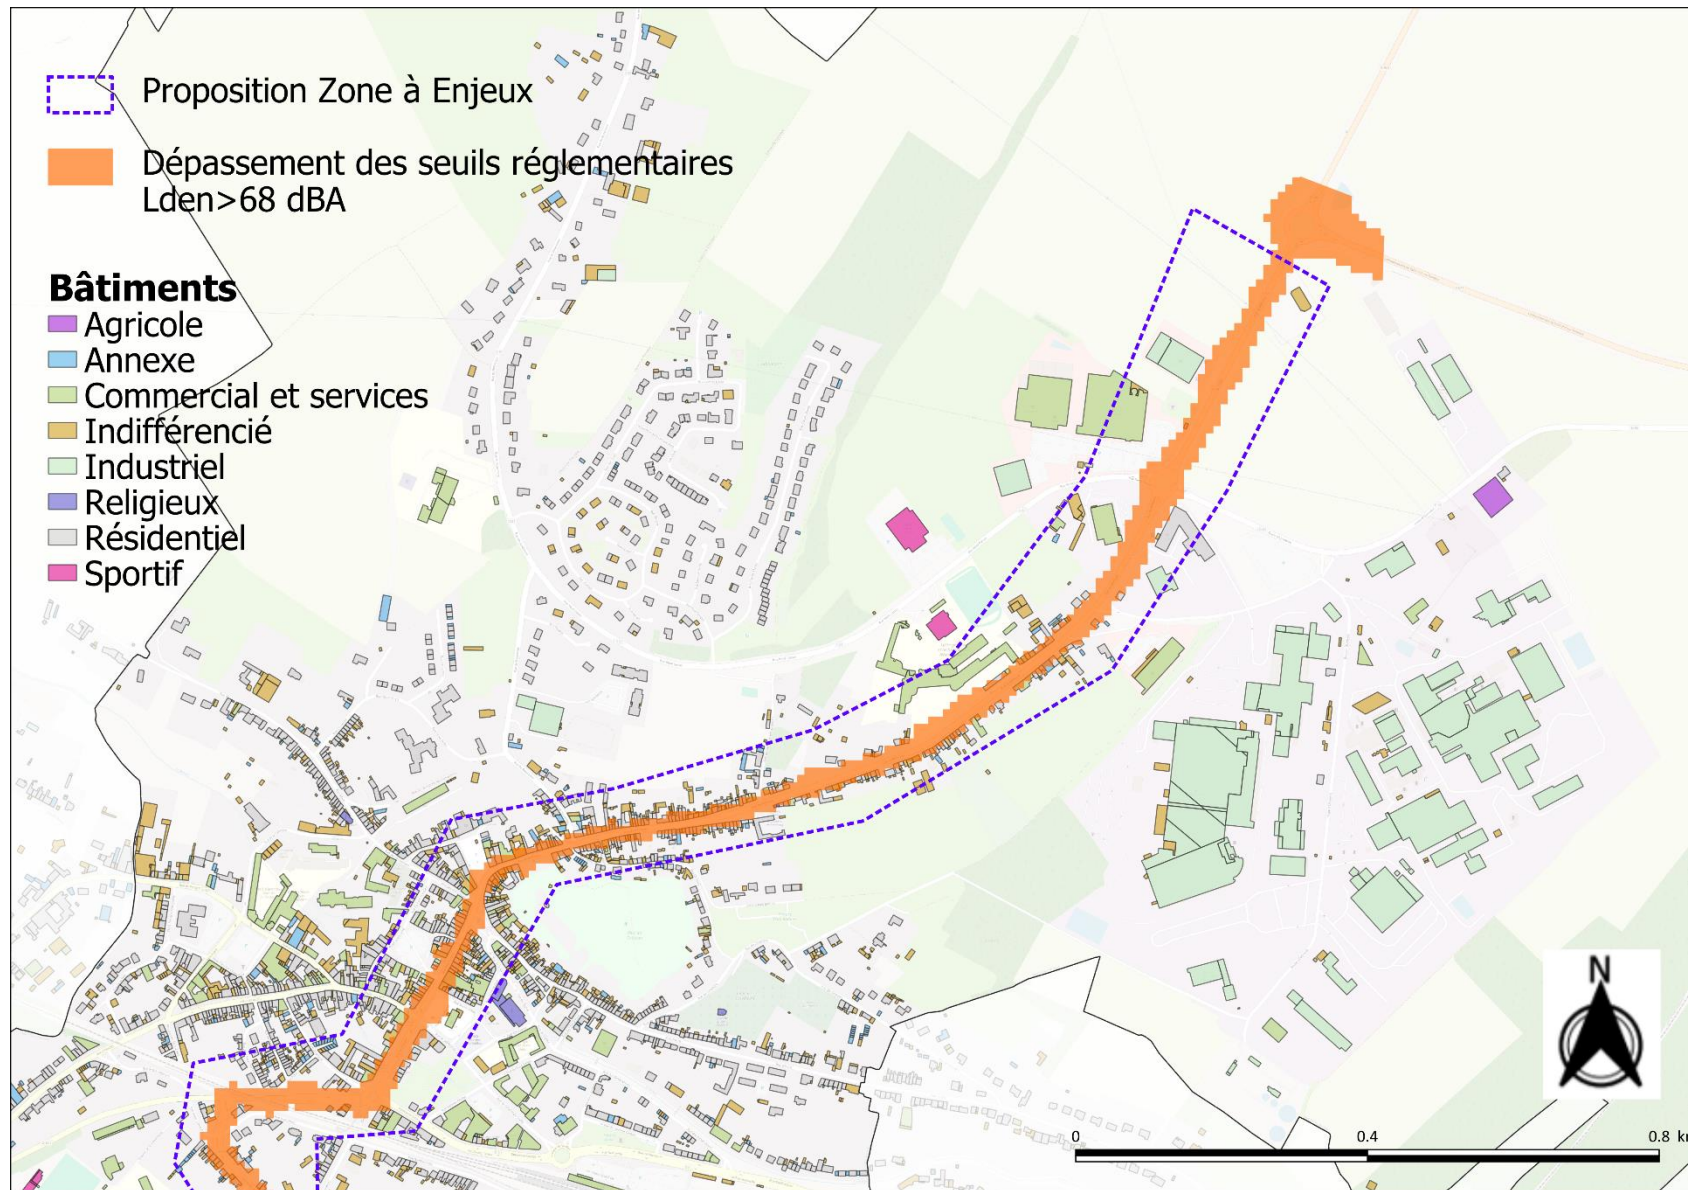 Proposition Zone à Enjeux
Dépassement des seuils réglementaires
Lden>68 dBA
Bâtiments
Agricole
Annexe
Commercial et services
Indifférencié
Industriel
Religieux
Résidentiel
Sportif
N
0 0.4 0.8 k